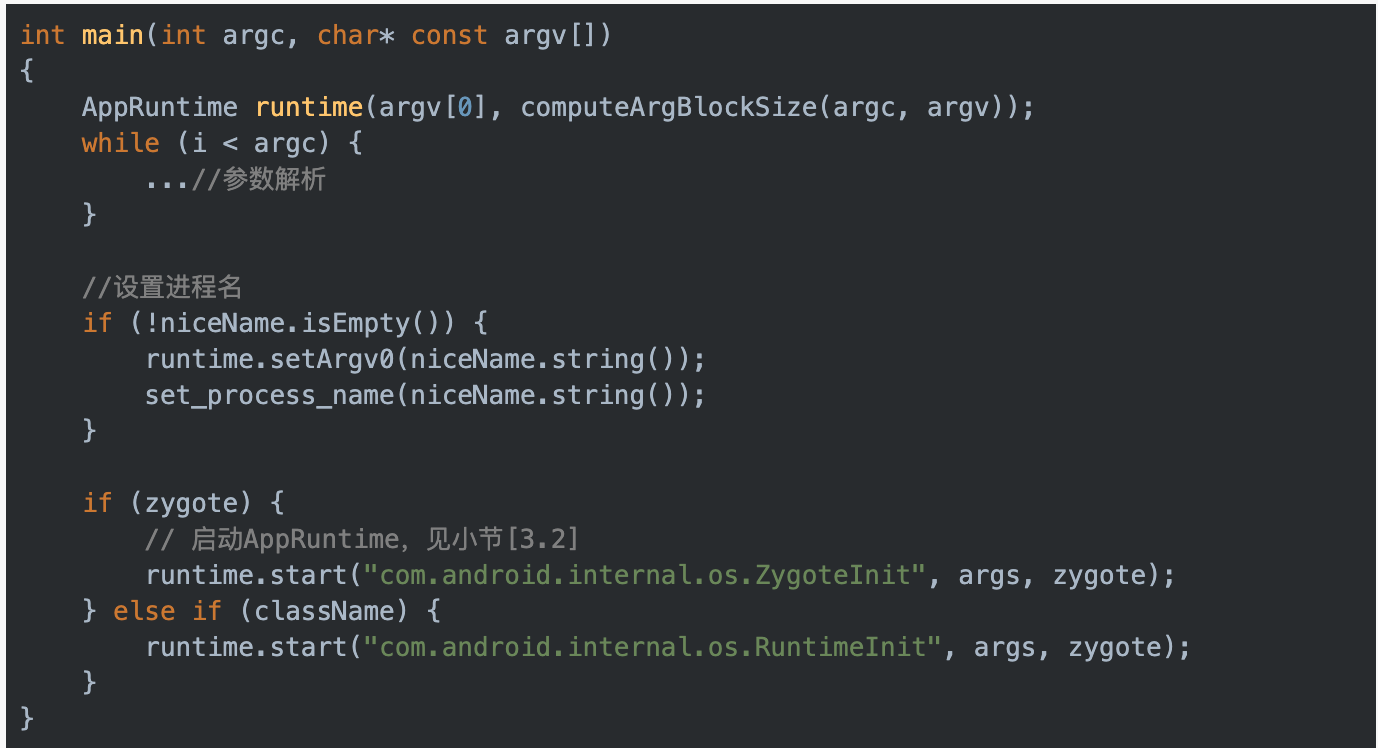 int main(int argc, char* const argv[])
{
    AppRuntime runtime(argv[0], computeArgBlockSize(argc, argv));
    while (i < argc) {
        ...//参数解析
    }
    //设置进程名
    if (!niceName.isEmpty()) {
        runtime.setArgv0(niceName.string());
        set_process_name(niceName.string());
    }
    if (zygote) {
        // 启动AppRuntime，见小节[3.2]
        runtime.start("com.android.internal.os.ZygoteInit", args, zygote);
    } else if (className) {
        runtime.start("com.android.internal.os.RuntimeInit", args, zygote);
    }
}